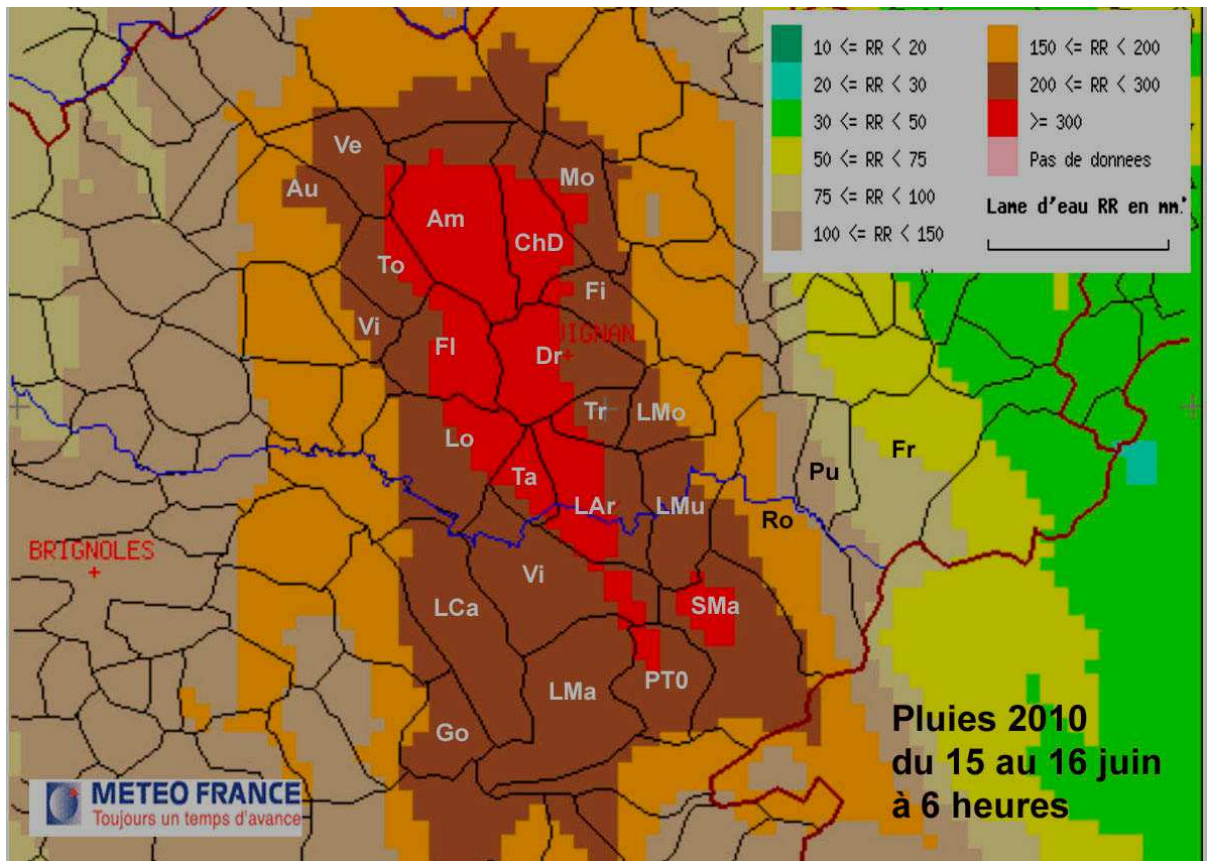 10 <= RR < 20
20 <= RR < 30
30 <= RR < 50
50 <= RR < 75
75 <= RR < 100
100 <= RR < 150
150 <= RR < 200
200 <= RR < 300
>= 300
Pas de donnees
Lame d'eau RR en mm.
Ve
Au
Mo
Am
ChD
To
Fi
Vi
Fl
Dr
IGNAN
Tr
LMo
Lo
Fr
Pu
Ta
LAr
LMu
Ro
BRIGNOLES
Vi
LCa
SMa
LMa
PT0
Go
Pluies 2010
du 15 au 16 juin
à 6 heures
METEO FRANCE
Toujours un temps d'avance